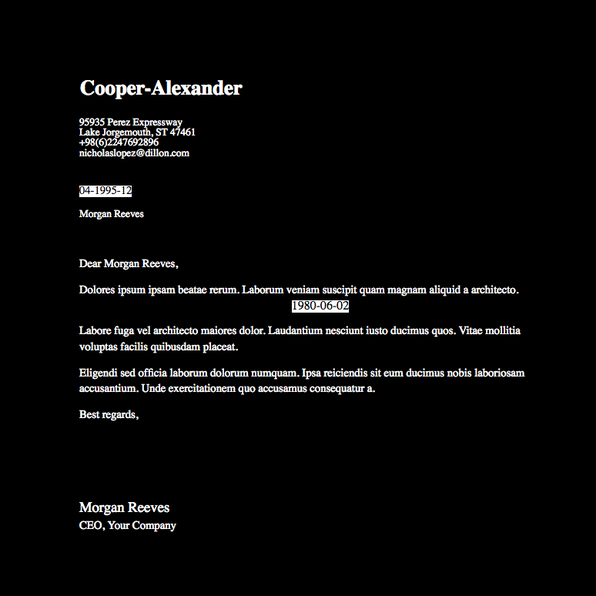 Cooper-Alexander
95935 Perez Expressway
Lake Jorgemouth, ST 47461
+98(6)2247692896
nicholaslopez@dillon.com
04-1995-12
Morgan Reeves
Dear Morgan Reeves,
Dolores ipsum ipsam beatae rerum. Laborum veniam suscipit quam magnam aliquid a architecto.
1980-06-02
Labore fuga vel architecto maiores dolor. Laudantium nesciunt iusto ducimus quos. Vitae mollitia
voluptas facilis quibusdam placeat.
Eligendi sed officia laborum dolorum numquam. Ipsa reiciendis sit eum ducimus nobis laboriosam
accusantium. Unde exercitationem quo accusamus consequatur a.
Best regards,
Morgan Reeves
CEO, Your Company